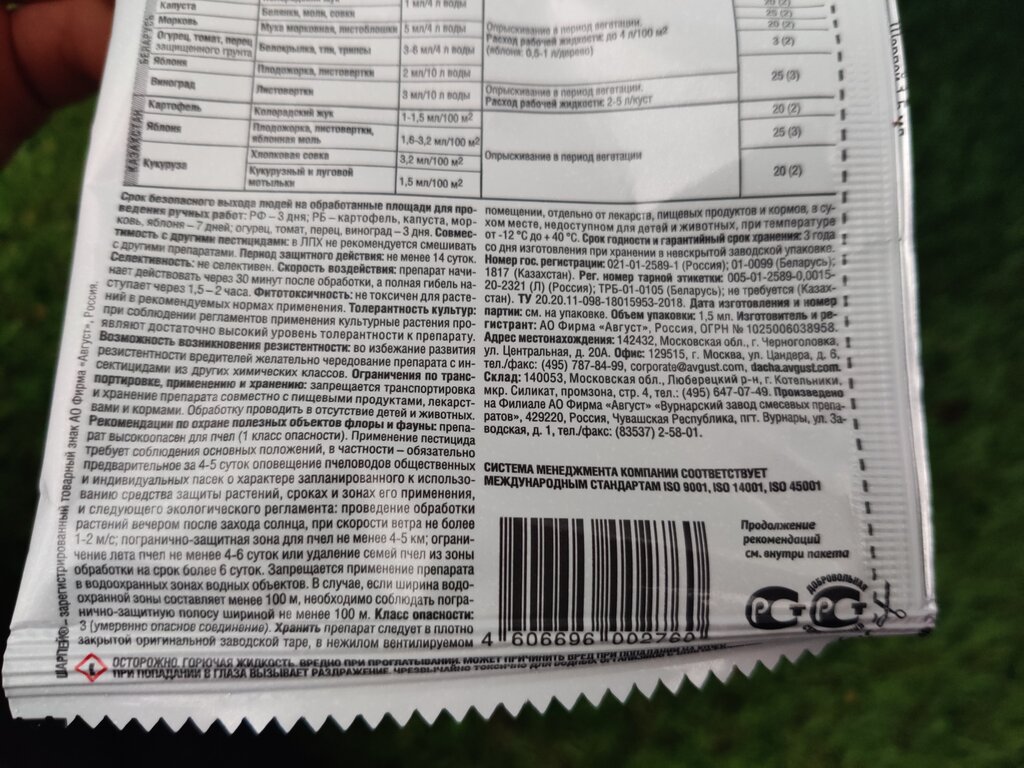 БЕЛАРУСЬ
Капуста
Белянки, моль, совки
1 мл/4 л воды
20 (2)
25 (2)
Морковь
Муха морковная, листоблошки
5 мл/4 л воды
Опрыскивание в период вегетации.
Расход рабочей жидкости: до 4 л/100 м²
(яблоня: 0,5-1 л/дерево)
20 (2)
Огурец, томат, перец
защищенного грунта
Белокрылка, тли, трипсы
3-6 мл/4 л воды
3 (2)
Яблоня
Плодожорка, листовертки
2 мл/10 л воды
25 (3)
Виноград
Листовертки
3 мл/10 л воды
Опрыскивание в период вегетации.
Расход рабочей жидкости: 2-5 л/куст
КАЗАХСТАН
Картофель
Колорадский жук
1-1,5 мл/100 м²
20 (2)
Яблоня
Плодожорка, листовертки,
яблонная моль
1,6-3,2 мл/100 м²
Опрыскивание в период вегетации
25 (3)
Кукуруза
Хлопковая совка
3,2 мл/100 м²
20 (2)
Кукурузный и луговой
мотыльки
1,5 мл/100 м²
Срок безопасного выхода людей на обработанные площади для про-
ведения ручных работ: РФ – 3 дня; РБ - картофель, капуста, мор-
ковь, яблоня – 7 дней; огурец, томат, перец, виноград – 3 дня. Совмес-
тимость с другими пестицидами: в ЛПХ не рекомендуется смешивать
с другими препаратами. Период защитного действия: не менее 14 суток.
Селективность: не селективен. Скорость воздействия: препарат начи-
нает действовать через 30 минут после обработки, а полная гибель на-
ступает через 1,5 – 2 часа. Фитотоксичность: не токсичен для расте-
ний в рекомендуемых нормах применения. Толерантность культур:
при соблюдении регламентов применения культурные растения про-
являют достаточно высокий уровень толерантности к препарату.
Возможность возникновения резистентности: во избежание развития
резистентности вредителей желательно чередование препарата с ин-
сектицидами из других химических классов. Ограничения по транс-
портировке, применению и хранению: запрещается транспортировка
и хранение препарата совместно с пищевыми продуктами, лекарст-
вами и кормами. Обработку проводить в отсутствие детей и животных.
Рекомендации по охране полезных объектов флоры и фауны: препа-
рат высокоопасен для пчел (1 класс опасности). Применение пестицида
требует соблюдения основных положений, в частности – обязательно
предварительное за 4-5 суток оповещение пчеловодов общественных
и индивидуальных пасек о характере запланированного к использо-
ванию средства защиты растений, сроках и зонах его применения,
и следующего экологического регламента: проведение обработки
растений вечером после захода солнца, при скорости ветра не более
1-2 м/с; погранично-защитная зона для пчел не менее 4-5 км; ограни-
чение лета пчел не менее 4-6 суток или удаление семей пчел из зоны
обработки на срок более 6 суток. Запрещается применение препарата
в водоохранных зонах водных объектов. В случае, если ширина водо-
охранной зоны составляет менее 100 м, необходимо соблюдать погра-
нично-защитную полосу шириной не менее 100 м. Класс опасности:
3 (умеренно опасное соединение). Хранить препарат следует в плотно
закрытой оригинальной заводской таре, в нежилом вентилируемом
помещении, отдельно от лекарств, пищевых продуктов и кормов, в су-
хом месте, недоступном для детей и животных, при температуре
от -12 °С до + 40 °С. Срок годности и гарантийный срок хранения: 3 года
со дня изготовления при хранении в невскрытой заводской упаковке.
Номер гос. регистрации: 021-01-2589-1 (Россия); 01-0099 (Беларусь);
1817 (Казахстан). Рег. номер тарной этикетки: 005-01-2589-0,0015-
20-2321 (Л) (Россия); ТРБ-01-0105 (Беларусь); не требуется (Казах-
стан). ТУ 20.20.11-098-18015953-2018. Дата изготовления и номер
партии: см. на упаковке. Объем упаковки: 1,5 мл. Изготовитель и ре-
гистрант: АО Фирма «Август», Россия, ОГРН № 1025006038958.
Адрес местонахождения: 142432, Московская обл., г. Черноголовка,
ул. Центральная, д. 20А. Офис: 129515, г. Москва, ул. Цандера, д. 6,
тел./факс: (495) 787-84-99, corporate@avgust.com, dacha.avgust.com.
Склад: 140053, Московская обл., Люберецкий р-н, г. Котельники,
мкр. Силикат, промзона, стр. 4, тел.: (495) 647-07-49. Произведено
на Филиале АО Фирма «Август» «Вурнарский завод смесевых препа-
ратов», 429220, Россия, Чувашская Республика, пгт. Вурнары, ул. За-
водская, д. 1, тел./факс: (83537) 2-58-01.
СИСТЕМА МЕНЕДЖМЕНТА КОМПАНИИ СООТВЕТСТВУЕТ
МЕЖДУНАРОДНЫМ СТАНДАРТАМ ISO 9001, ISO 14001, ISO 45001
Продолжение
рекомендаций
см. внутри пакета
ДОБРОВОЛЬНАЯ
4 606696 002760
ШАРПЕЙ® – зарегистрированный товарный знак АО Фирма «Август», Россия.
ОСТОРОЖНО. ГОРЮЧАЯ ЖИДКОСТЬ. ВРЕДНО ПРИ ПРОГЛАТЫВАНИИ. МОЖЕТ ПРИЧИНИТЬ ВРЕД ПРИ ПОПАДАНИИ НА КОЖУ.
ПРИ ПОПАДАНИИ В ГЛАЗА ВЫЗЫВАЕТ РАЗДРАЖЕНИЕ. ЧРЕЗВЫЧАЙНО ТОКСИЧНО ДЛЯ ВОДНЫХ